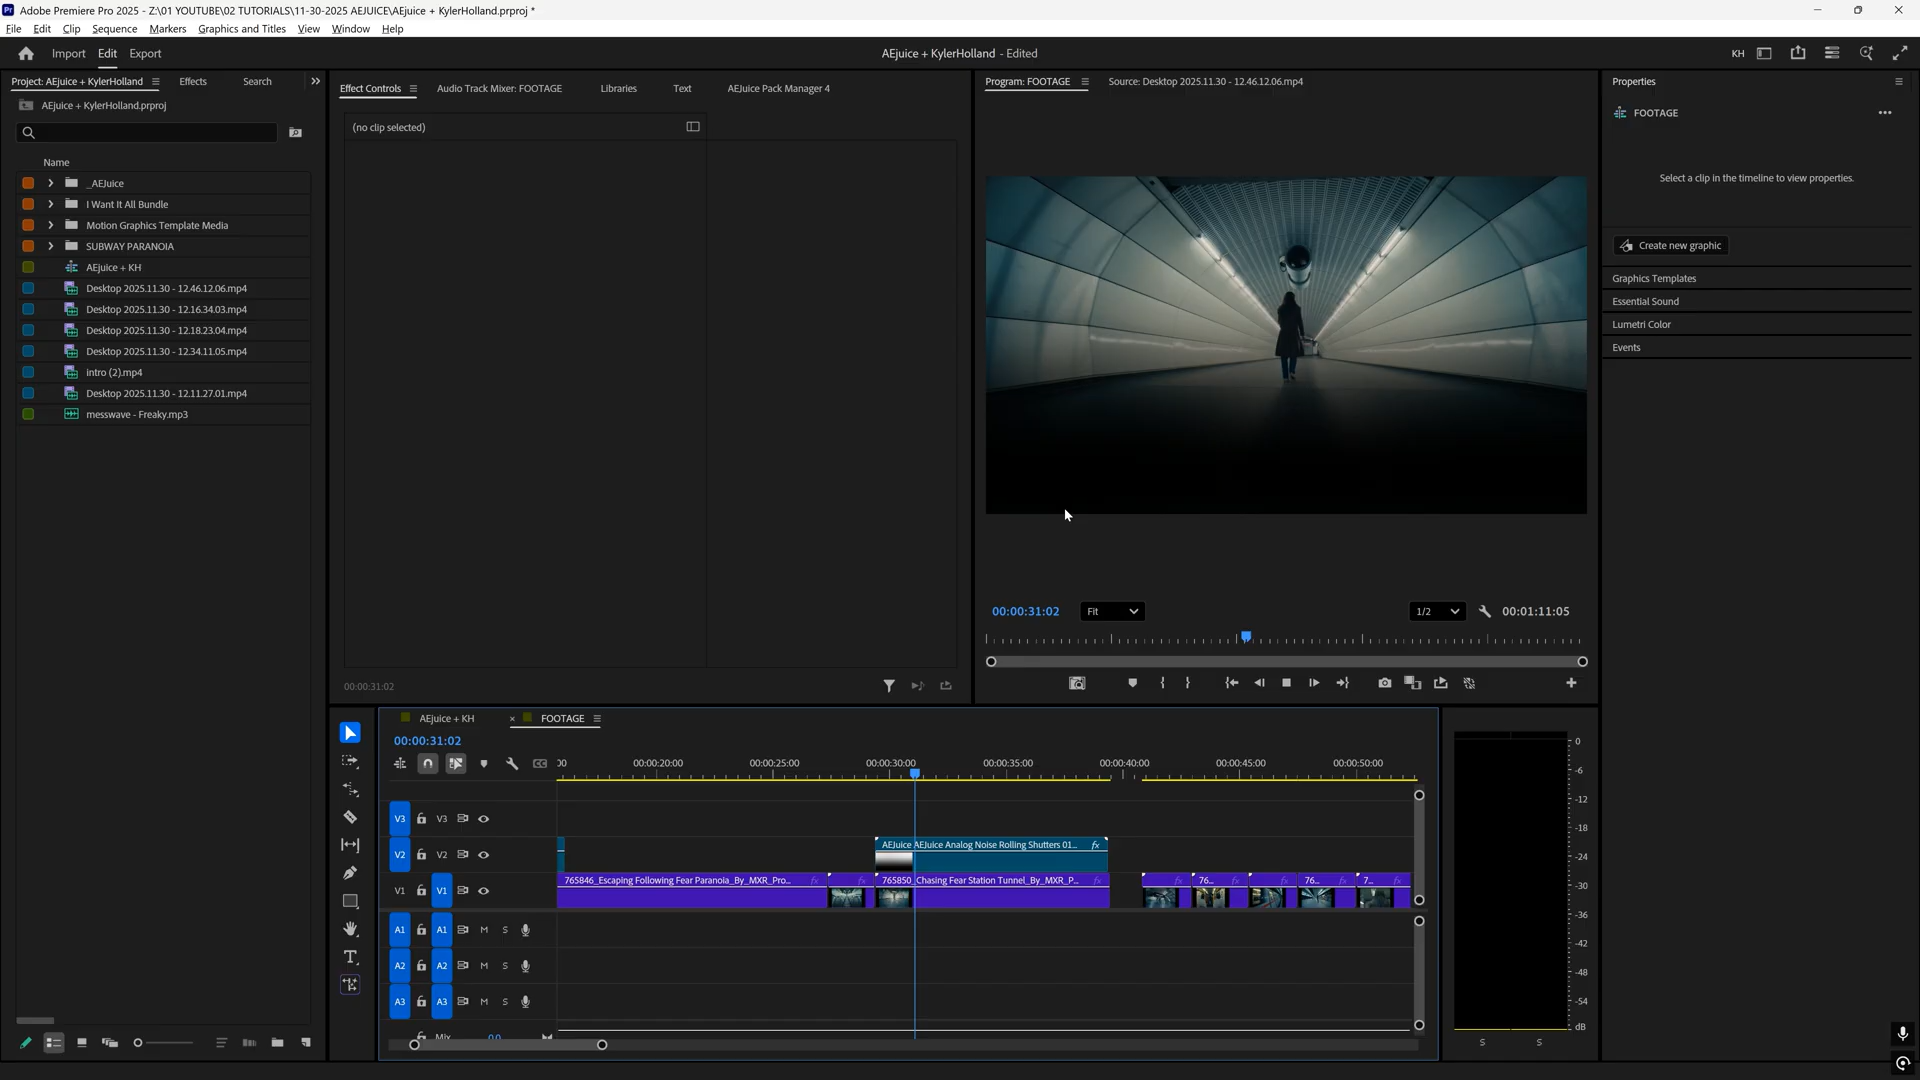 Adobe Premiere Pro 2025 - Z:\01 YOUTUBE\02 TUTORIALS\11-30-2025 AEJUICE\AEjuice + KylerHolland.prproj *
File Edit Clip Sequence Markers Graphics and Titles View Window Help
Import Edit Export
AEjuice + KylerHolland - Edited
KH
Project: AEjuice + KylerHolland
Effects
Search
AEjuice + KylerHolland.prproj
Name
_AEJuice
I Want It All Bundle
Motion Graphics Template Media
SUBWAY PARANOIA
AEjuice + KH
Desktop 2025.11.30 - 12.46.12.06.mp4
Desktop 2025.11.30 - 12.16.34.03.mp4
Desktop 2025.11.30 - 12.18.23.04.mp4
Desktop 2025.11.30 - 12.34.11.05.mp4
intro (2).mp4
Desktop 2025.11.30 - 12.11.27.01.mp4
messwave - Freaky.mp3
Effect Controls
Audio Track Mixer: FOOTAGE
Libraries
Text
AEJuice Pack Manager 4
(no clip selected)
00:00:31:02
Program: FOOTAGE
Source: Desktop 2025.11.30 - 12.46.12.06.mp4
00:00:31:02
Fit
1/2
00:01:11:05
Properties
FOOTAGE
Select a clip in the timeline to view properties.
Create new graphic
Graphics Templates
Essential Sound
Lumetri Color
Events
AEjuice + KH
FOOTAGE
00:00:31:02
:00 00:00:20:00 00:00:25:00 00:00:30:00 00:00:35:00 00:00:40:00 00:00:45:00 00:00:50:00
V3 V3
V2 V2
AEJuice AEJuice Analog Noise Rolling Shutters 01... fx
V1 V1
765846_Escaping Following Fear Paranoia_By_MXR_Pro... fx
fx
765850_Chasing Fear Station Tunnel_By_MXR_P... fx
fx
76... fx
fx
76... fx
7... fx
A1 A1 M S
A2 A2 M S
A3 A3 M S
Mix 0.0
0
-6
-12
-18
-24
-30
-36
-42
-48
-54
dB
S S